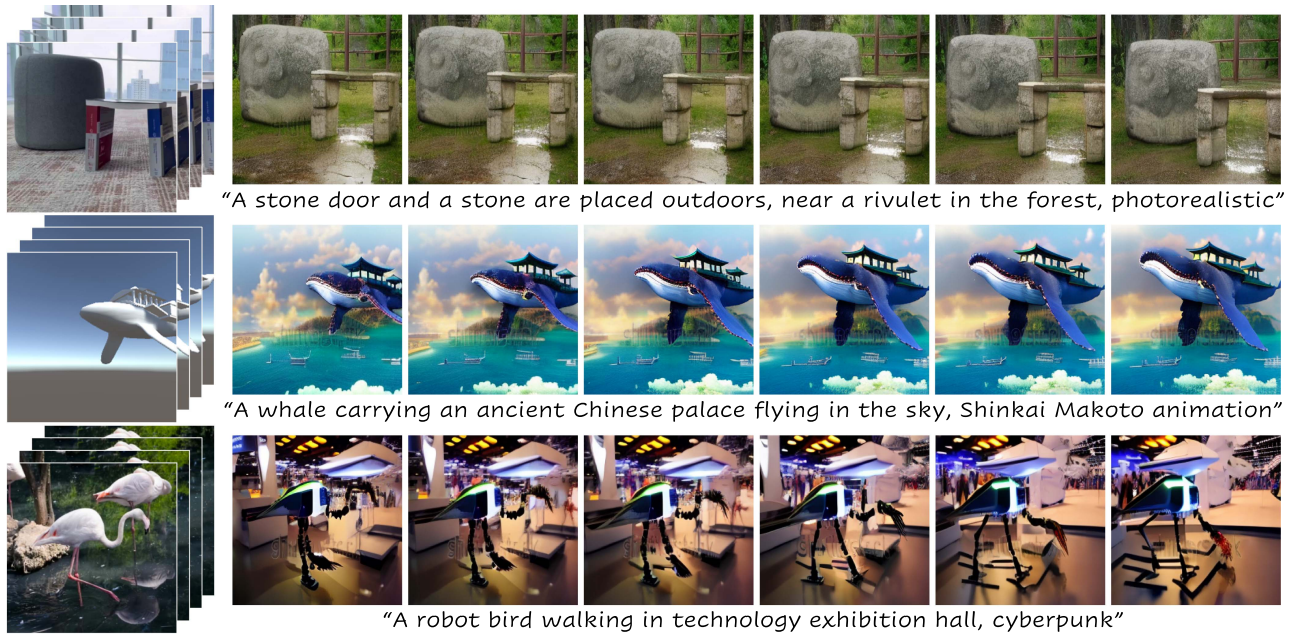 “A stone door and a stone are placed outdoors, near a rivulet in the forest, photorealistic”
“A whale carrying an ancient Chinese palace flying in the sky, Shinkai Makoto animation”
“A robot bird walking in technology exhibition hall, cyberpunk”